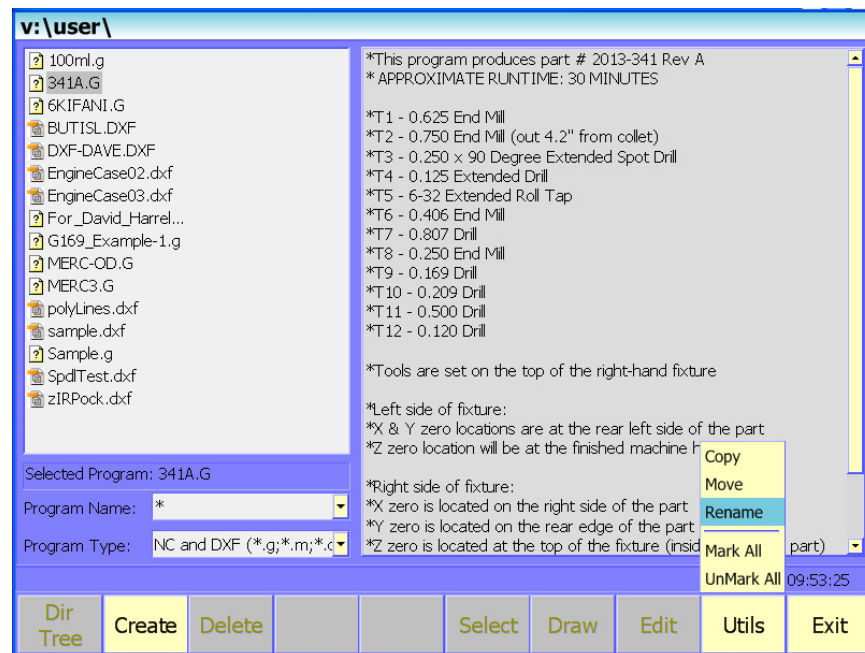 v:\user\
100ml.g
341A.G
6KIFANI.G
BUTISL.DXF
DXF-DAVE.DXF
EngineCase02.dxf
EngineCase03.dxf
For_David_Harrel...
G169_Example-1.g
MERC-OD.G
MERC3.G
polyLines.dxf
sample.dxf
Sample.g
SpdlTest.dxf
zIRPock.dxf
Selected Program: 341A.G
Program Name: *
Program Type: NC and DXF (*.g;*.m;*.d
*This program produces part # 2013-341 Rev A
* APPROXIMATE RUNTIME: 30 MINUTES
*T1 - 0.625 End Mill
*T2 - 0.750 End Mill (out 4.2" from collet)
*T3 - 0.250 x 90 Degree Extended Spot Drill
*T4 - 0.125 Extended Drill
*T5 - 6-32 Extended Roll Tap
*T6 - 0.406 End Mill
*T7 - 0.807 Drill
*T8 - 0.250 End Mill
*T9 - 0.169 Drill
*T10 - 0.209 Drill
*T11 - 0.500 Drill
*T12 - 0.120 Drill
*Tools are set on the top of the right-hand fixture
*Left side of fixture:
*X & Y zero locations are at the rear left side of the part
*Z zero location will be at the finished machine
*Right side of fixture:
*X zero is located on the right side of the part
*Y zero is located on the rear edge of the part
*Z zero is located at the top of the fixture (insid part)
Copy
Move
Rename
Mark All
UnMark All
09:53:25
Dir Tree
Create
Delete
Select
Draw
Edit
Utils
Exit